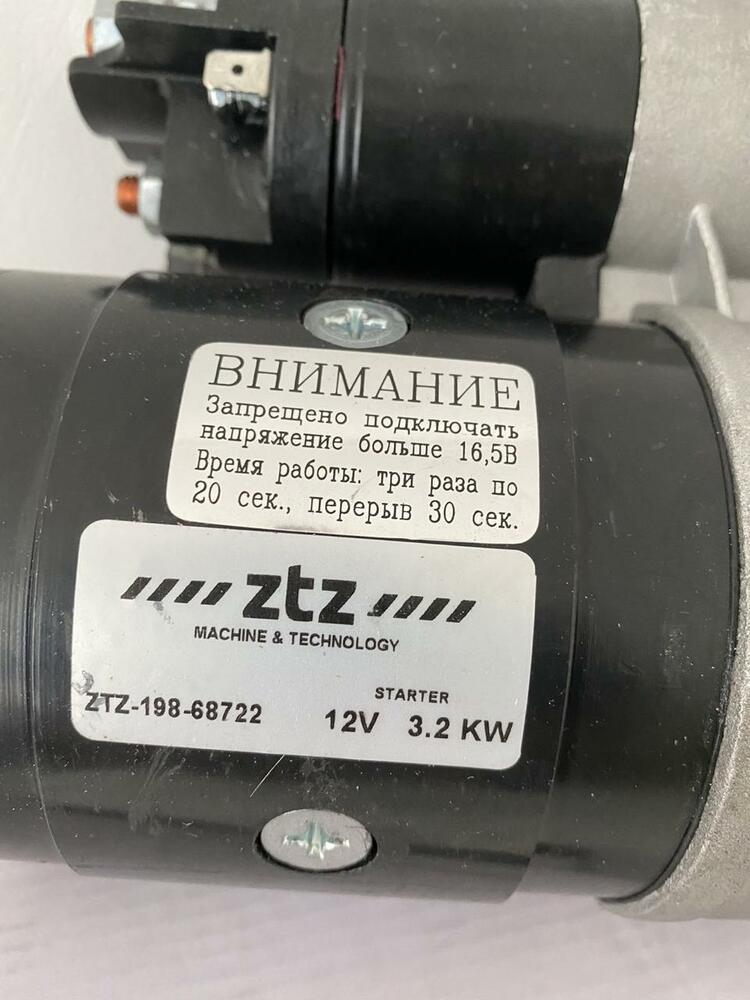 ВНИМАНИЕ
Запрещено подключать
напряжение больше 16,5В
Время работы: три раза по
20 сек., перерыв 30 сек.
ztz
MACHINE & TECHNOLOGY
STARTER
ZTZ-198-68722 12V 3.2 KW